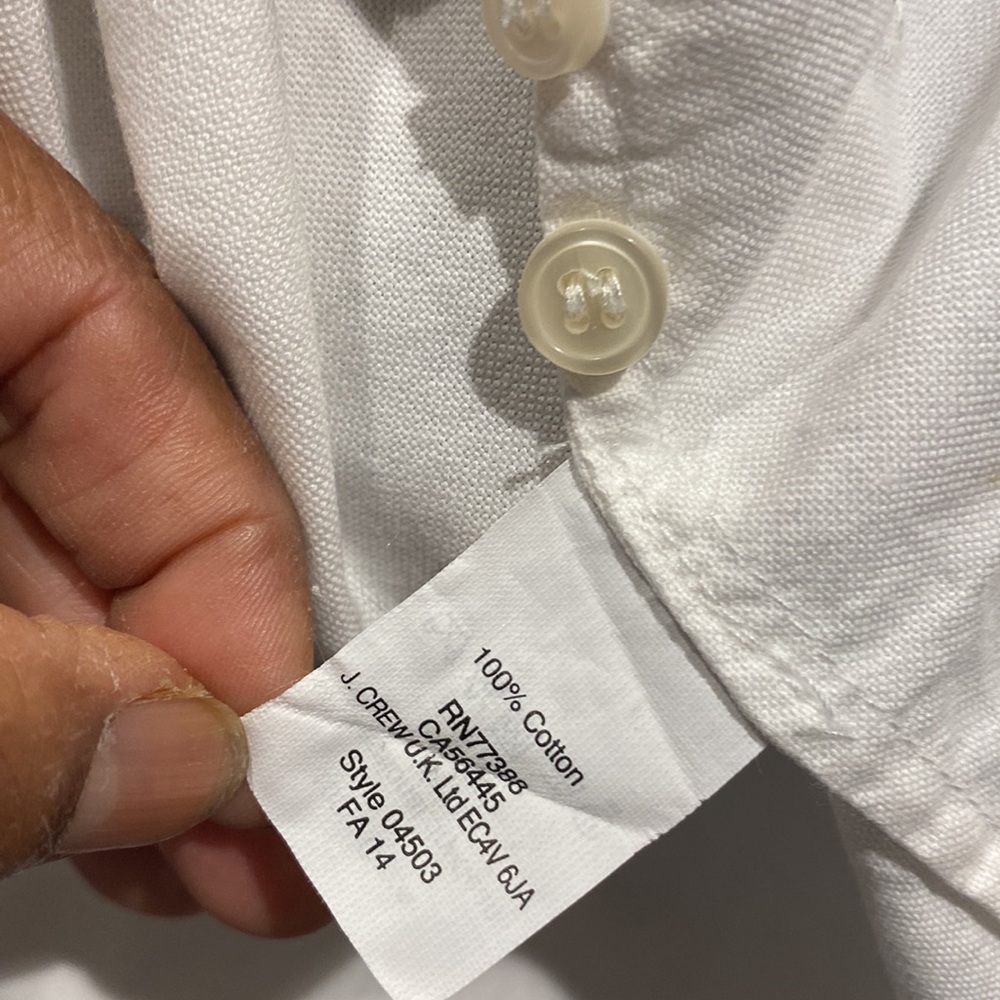 100% Cotton
RN77388
CA56445
J. CREW U.K. Ltd EC4V 6JA
Style 04503
FA 14